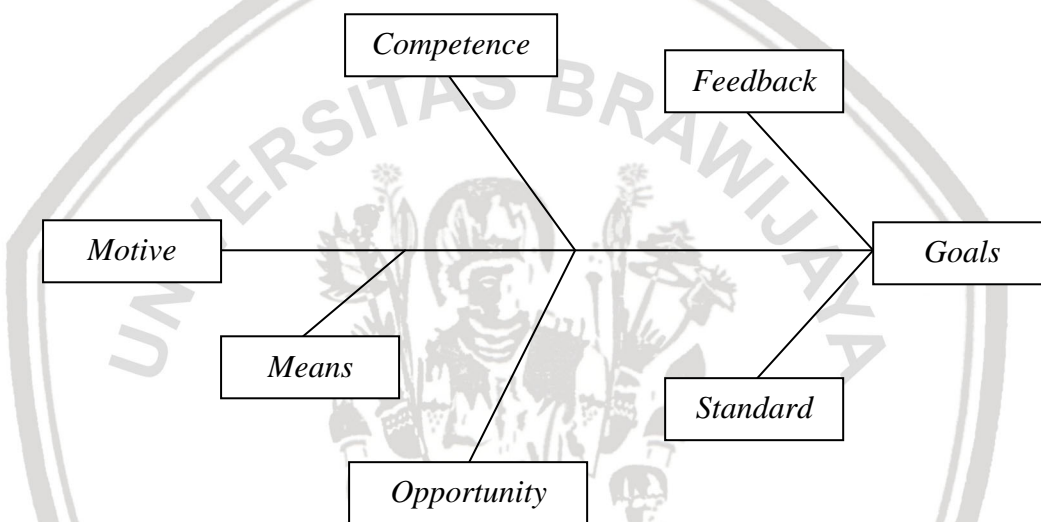 Competence
Feedback
UNIVERSITAS BRAWIJAYA
Motive
Goals
Means
Standard
Opportunity